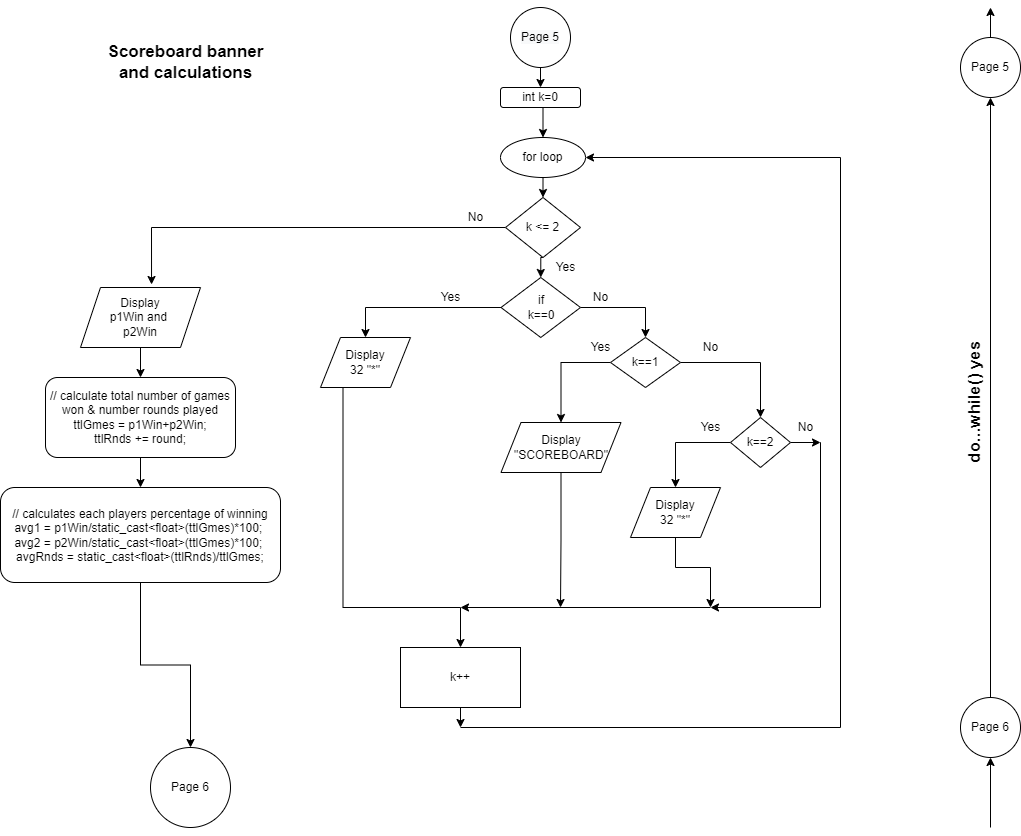 Scoreboard banner
and calculations
Page 5
int k=0
for loop
k <= 2
No
Yes
if
k==0
Yes
No
Display
32 "*"
k==1
Yes
No
Display
"SCOREBOARD"
k==2
Yes
No
Display
32 "*"
k++
Display
p1Win and
p2Win
// calculate total number of games
won & number rounds played
ttlGmes = p1Win+p2Win;
ttlRnds += round;
// calculates each players percentage of winning
avg1 = p1Win/static_cast<float>(ttlGmes)*100;
avg2 = p2Win/static_cast<float>(ttlGmes)*100;
avgRnds = static_cast<float>(ttlRnds)/ttlGmes;
Page 6
Page 5
do...while() yes
Page 6